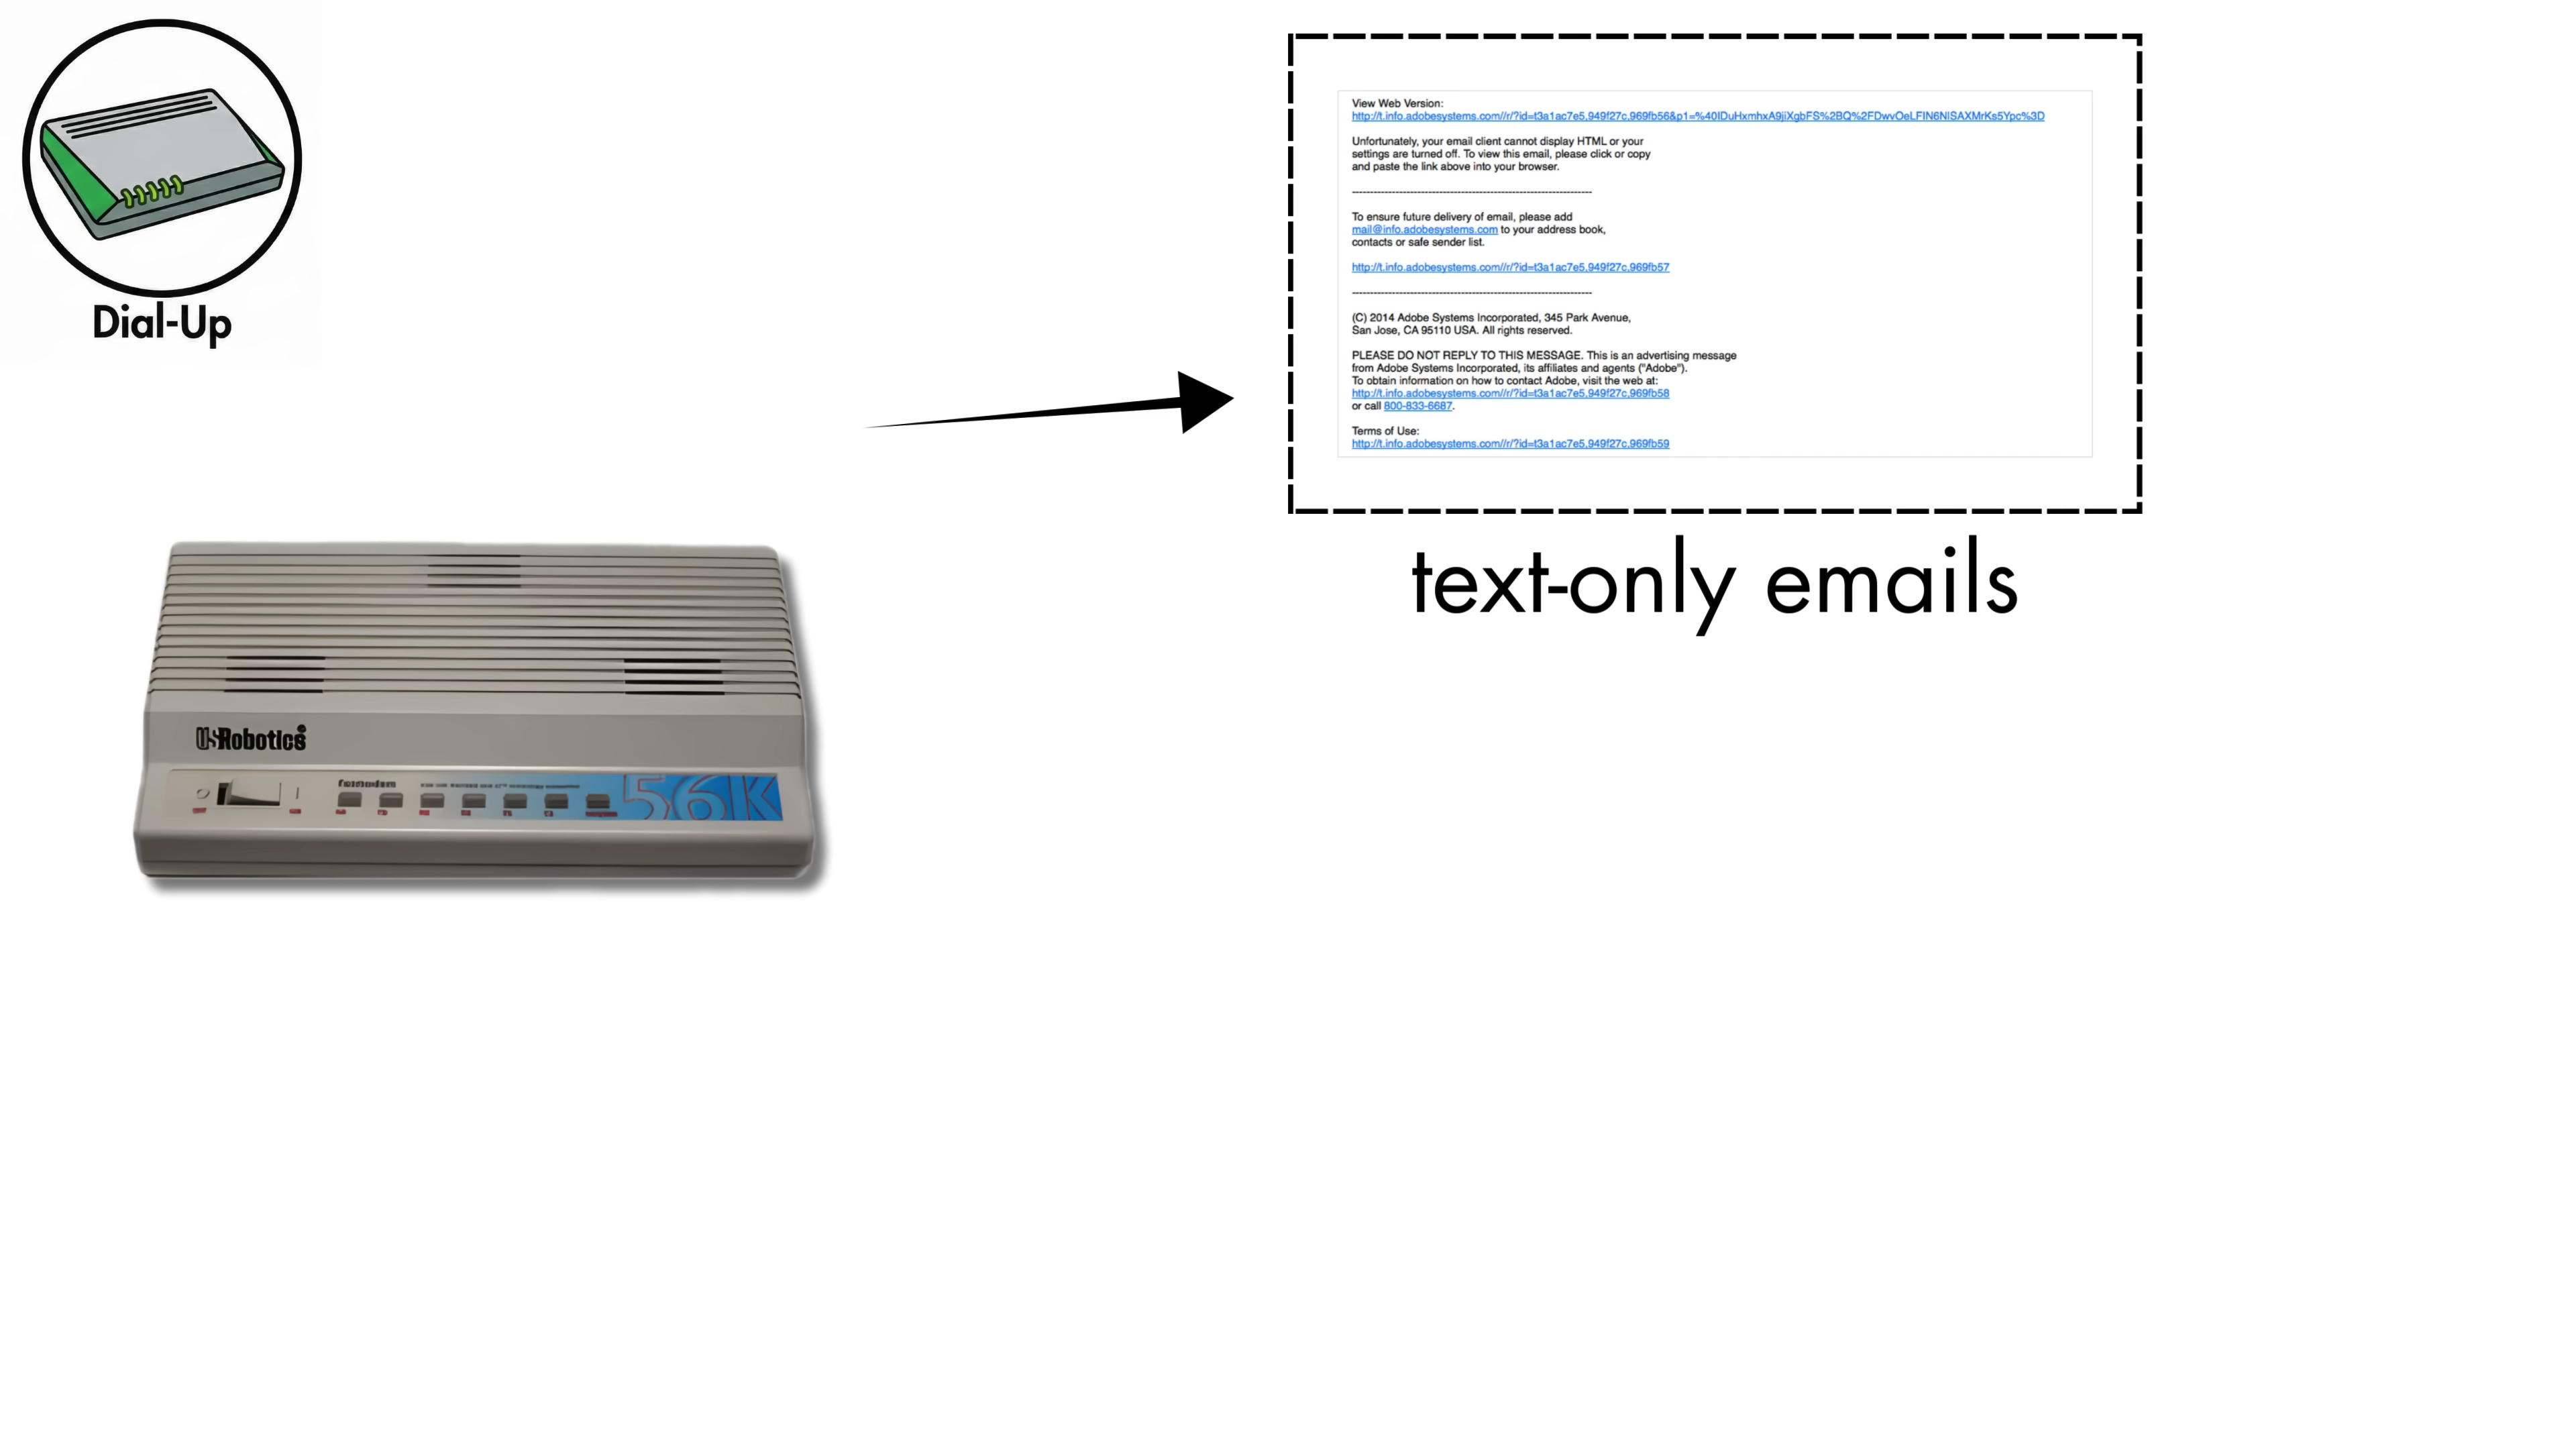 Dial-Up
View Web Version:
http://t.info.adobesystems.com//r/?id=t3a1ac7e5,949f27c,969fb56&p1=%40IDuHxmhxA9jiXgbFS%2BQ%2FDwvOeLFIN6NlSAXMrKs5Ypc%3D
Unfortunately, your email client cannot display HTML or your
settings are turned off. To view this email, please click or copy
and paste the link above into your browser.
------------------------------------------------------------------
To ensure future delivery of email, please add
mail@info.adobesystems.com to your address book,
contacts or safe sender list.
http://t.info.adobesystems.com//r/?id=t3a1ac7e5,949f27c,969fb57
------------------------------------------------------------------
(C) 2014 Adobe Systems Incorporated, 345 Park Avenue,
San Jose, CA 95110 USA. All rights reserved.
PLEASE DO NOT REPLY TO THIS MESSAGE. This is an advertising message
from Adobe Systems Incorporated, its affiliates and agents ("Adobe").
To obtain information on how to contact Adobe, visit the web at:
http://t.info.adobesystems.com//r/?id=t3a1ac7e5,949f27c,969fb58
or call 800-833-6687.
Terms of Use:
http://t.info.adobesystems.com//r/?id=t3a1ac7e5,949f27c,969fb59
text-only emails
USRobotics
56K